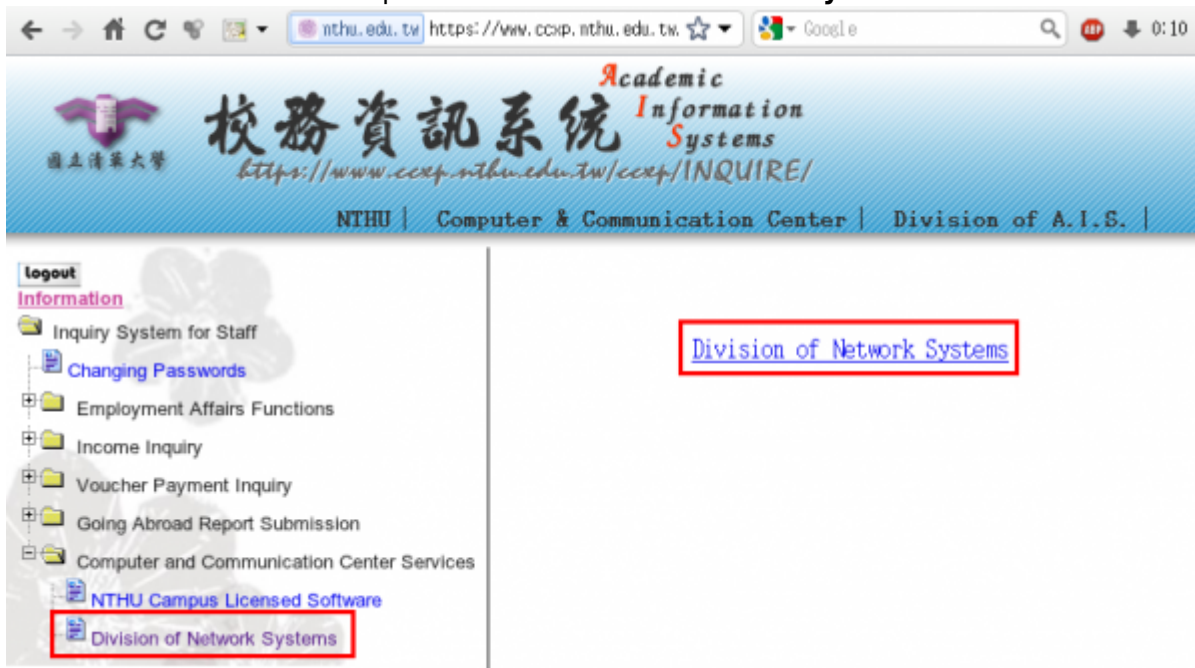 nthu.edu.tw https://www.ccxp.nthu.edu.tw. Google 0:10
Academic
Information
Systems
校務資訊系統
國立清華大學
https://www.ccxp.nthu.edu.tw/ccxp/INQUIRE/
NTHU | Computer & Communication Center | Division of A.I.S. |
logout
Information
Inquiry System for Staff
Changing Passwords
Employment Affairs Functions
Income Inquiry
Voucher Payment Inquiry
Going Abroad Report Submission
Computer and Communication Center Services
NTHU Campus Licensed Software
Division of Network Systems
Division of Network Systems